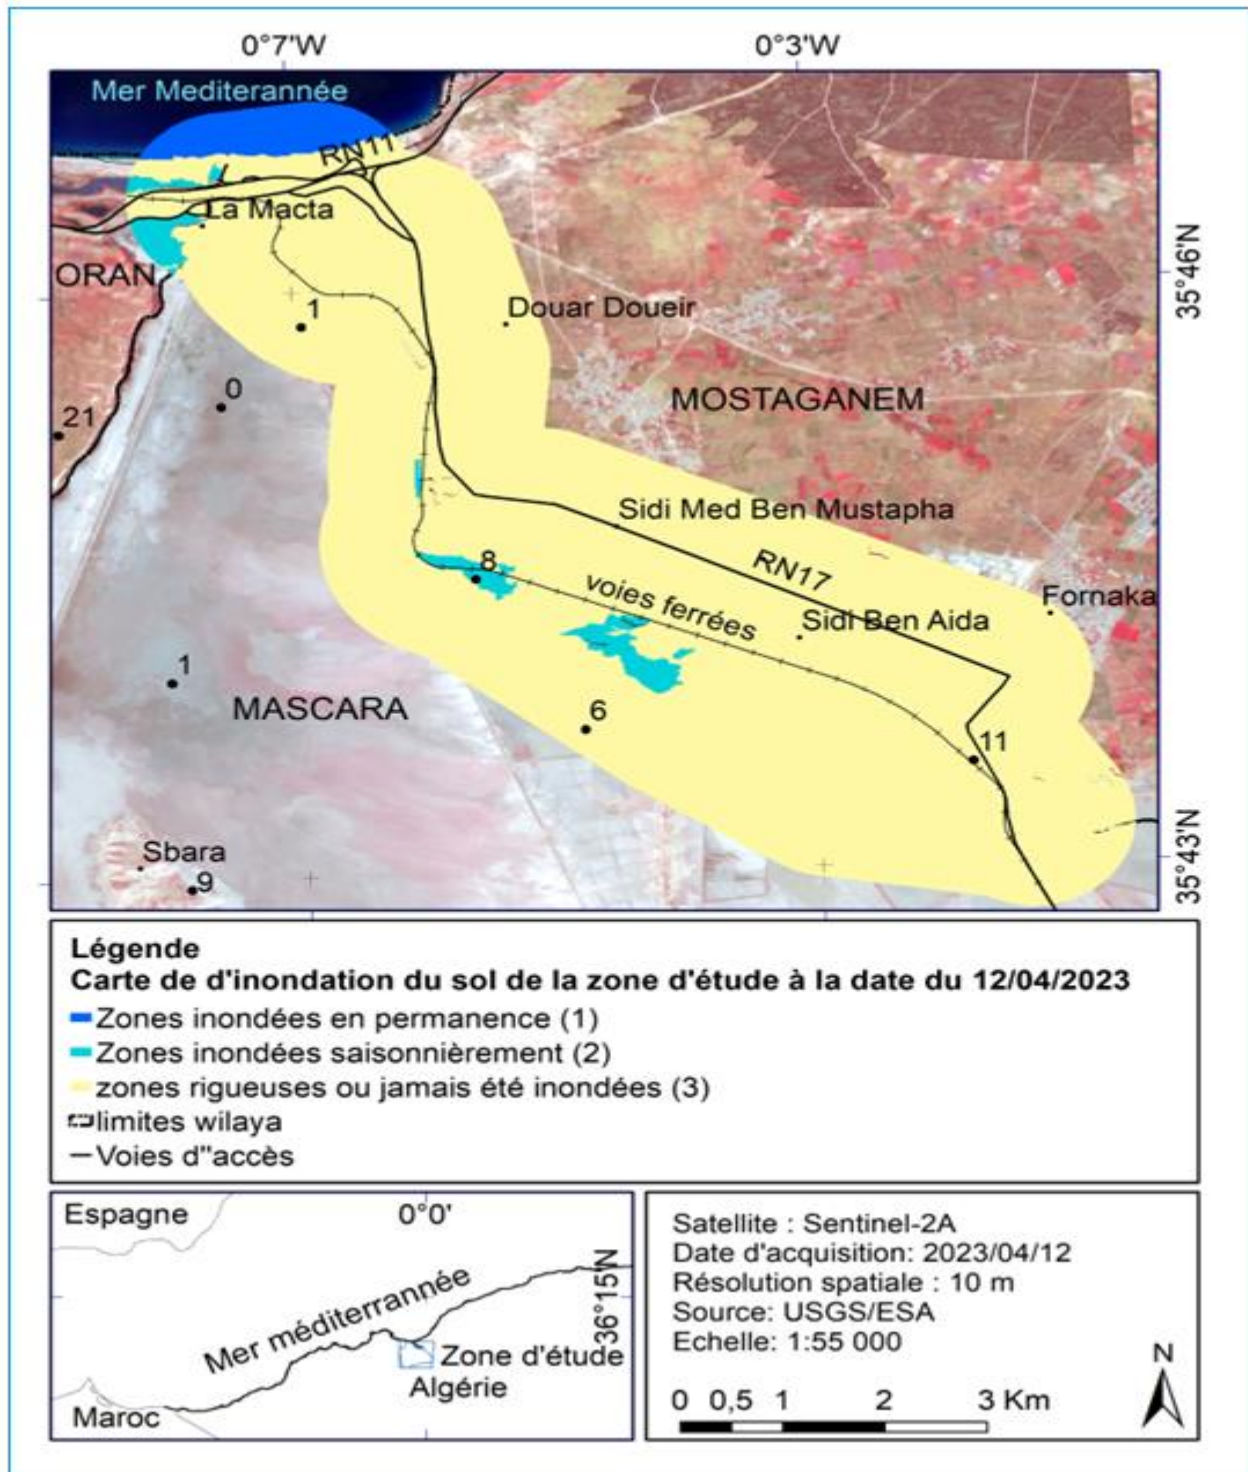 0°7'W
0°3'W
Mer Mediterannée
RN11
La Macta
ORAN
35°46'N
1
Douar Doueir
0
MOSTAGANEM
21
Sidi Med Ben Mustapha
8
RN17
voies ferrées
Fornaka
Sidi Ben Aida
1
MASCARA
6
11
Sbara
9
35°43'N
Légende
Carte de d'inondation du sol de la zone d'étude à la date du 12/04/2023
Zones inondées en permanence (1)
Zones inondées saisonnièrement (2)
zones rigueuses ou jamais été inondées (3)
limites wilaya
Voies d"accès
Espagne
0°0'
36°15'N
Mer méditerrannée
Zone d'étude
Algérie
Maroc
Satellite : Sentinel-2A
Date d'acquisition: 2023/04/12
Résolution spatiale : 10 m
Source: USGS/ESA
Echelle: 1:55 000
N
0 0,5 1 2 3 Km